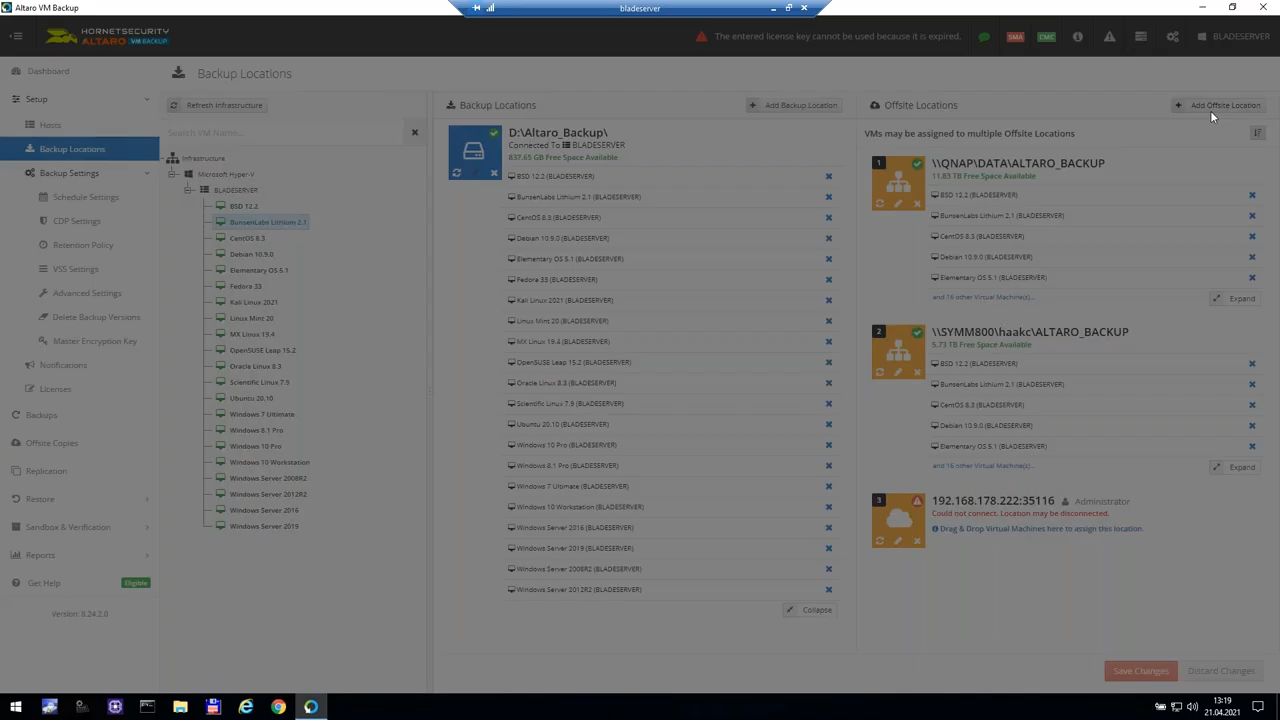 Altaro VM Backup
bladeserver
HORNETSECURITY
ALTARO VM BACKUP
The entered license key cannot be used because it is expired.
SMA
CMC
BLADESERVER
Dashboard
Setup
Hosts
Backup Locations
Backup Settings
Schedule Settings
CDP Settings
Retention Policy
VSS Settings
Advanced Settings
Delete Backup Versions
Master Encryption Key
Notifications
Licenses
Backups
Offsite Copies
Replication
Restore
Sandbox & Verification
Reports
Get Help
Eligible
Version: 8.24.2.0
Backup Locations
Refresh Infrastructure
Search VM Name...
Infrastructure
Microsoft Hyper-V
BLADESERVER
BSD 12.2
BunsenLabs Lithium 2.1
CentOS 8.3
Debian 10.9.0
Elementary OS 5.1
Fedora 33
Kali Linux 2021
Linux Mint 20
MX Linux 19.4
OpenSUSE Leap 15.2
Oracle Linux 8.3
Scientific Linux 7.9
Ubuntu 20.10
Windows 7 Ultimate
Windows 8.1 Pro
Windows 10 Pro
Windows 10 Workstation
Windows Server 2008R2
Windows Server 2012R2
Windows Server 2016
Windows Server 2019
Backup Locations
Add Backup Location
D:\Altaro_Backup\
Connected To BLADESERVER
837.65 GB Free Space Available
BSD 12.2 (BLADESERVER)
BunsenLabs Lithium 2.1 (BLADESERVER)
CentOS 8.3 (BLADESERVER)
Debian 10.9.0 (BLADESERVER)
Elementary OS 5.1 (BLADESERVER)
Fedora 33 (BLADESERVER)
Kali Linux 2021 (BLADESERVER)
Linux Mint 20 (BLADESERVER)
MX Linux 19.4 (BLADESERVER)
OpenSUSE Leap 15.2 (BLADESERVER)
Oracle Linux 8.3 (BLADESERVER)
Scientific Linux 7.9 (BLADESERVER)
Ubuntu 20.10 (BLADESERVER)
Windows 10 Pro (BLADESERVER)
Windows 8.1 Pro (BLADESERVER)
Windows 7 Ultimate (BLADESERVER)
Windows 10 Workstation (BLADESERVER)
Windows Server 2016 (BLADESERVER)
Windows Server 2019 (BLADESERVER)
Windows Server 2008R2 (BLADESERVER)
Windows Server 2012R2 (BLADESERVER)
Collapse
Offsite Locations
Add Offsite Location
VMs may be assigned to multiple Offsite Locations
1
\\QNAP\DATA\ALTARO_BACKUP
11.83 TB Free Space Available
BSD 12.2 (BLADESERVER)
BunsenLabs Lithium 2.1 (BLADESERVER)
CentOS 8.3 (BLADESERVER)
Debian 10.9.0 (BLADESERVER)
Elementary OS 5.1 (BLADESERVER)
and 16 other Virtual Machine(s)...
Expand
2
\\SYMM800\haakc\ALTARO_BACKUP
5.73 TB Free Space Available
BSD 12.2 (BLADESERVER)
BunsenLabs Lithium 2.1 (BLADESERVER)
CentOS 8.3 (BLADESERVER)
Debian 10.9.0 (BLADESERVER)
Elementary OS 5.1 (BLADESERVER)
and 16 other Virtual Machine(s)...
Expand
3
192.168.178.222:35116 Administrator
Could not connect. Location may be disconnected.
Drag & Drop Virtual Machines here to assign this location.
Save Changes
Discard Changes
13:19
21.04.2021